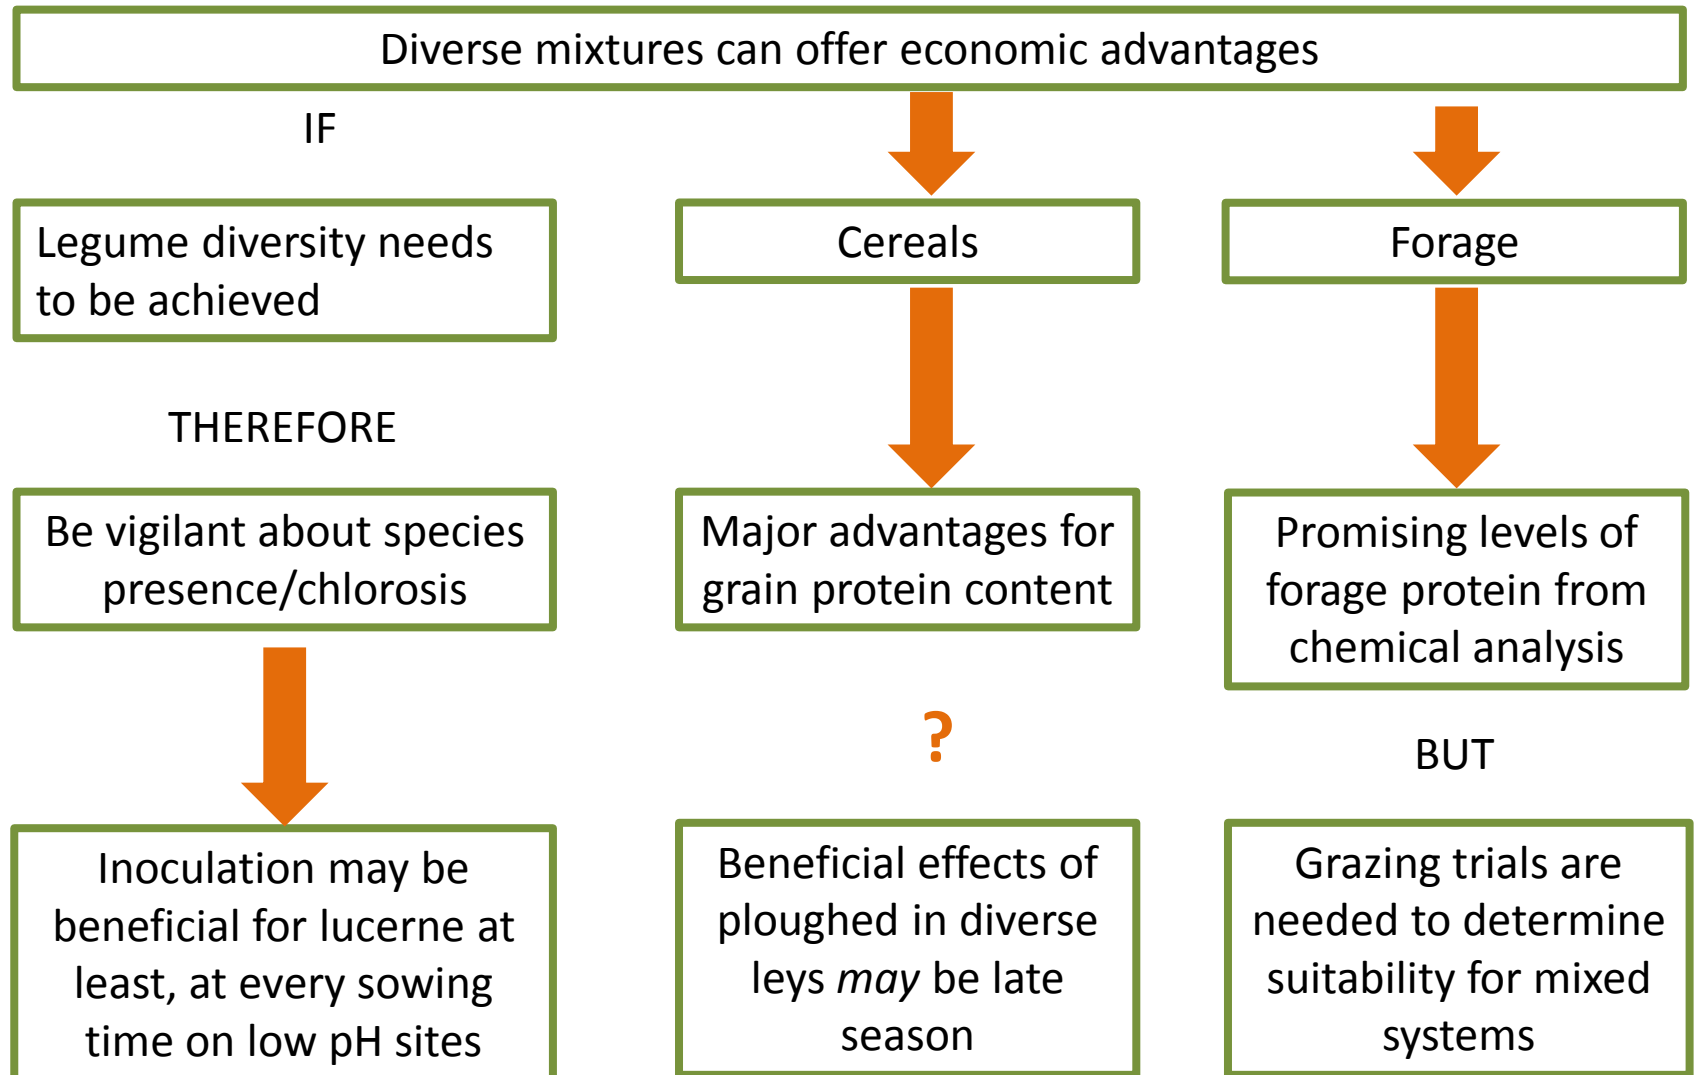 Diverse mixtures can offer economic advantages
IF
Legume diversity needs
to be achieved
THEREFORE
Be vigilant about species
presence/chlorosis
Inoculation may be
beneficial for lucerne at
least, at every sowing
time on low pH sites
Cereals
Major advantages for
grain protein content
?
Beneficial effects of
ploughed in diverse
leys may be late
season
Forage
Promising levels of
forage protein from
chemical analysis
BUT
Grazing trials are
needed to determine
suitability for mixed
systems